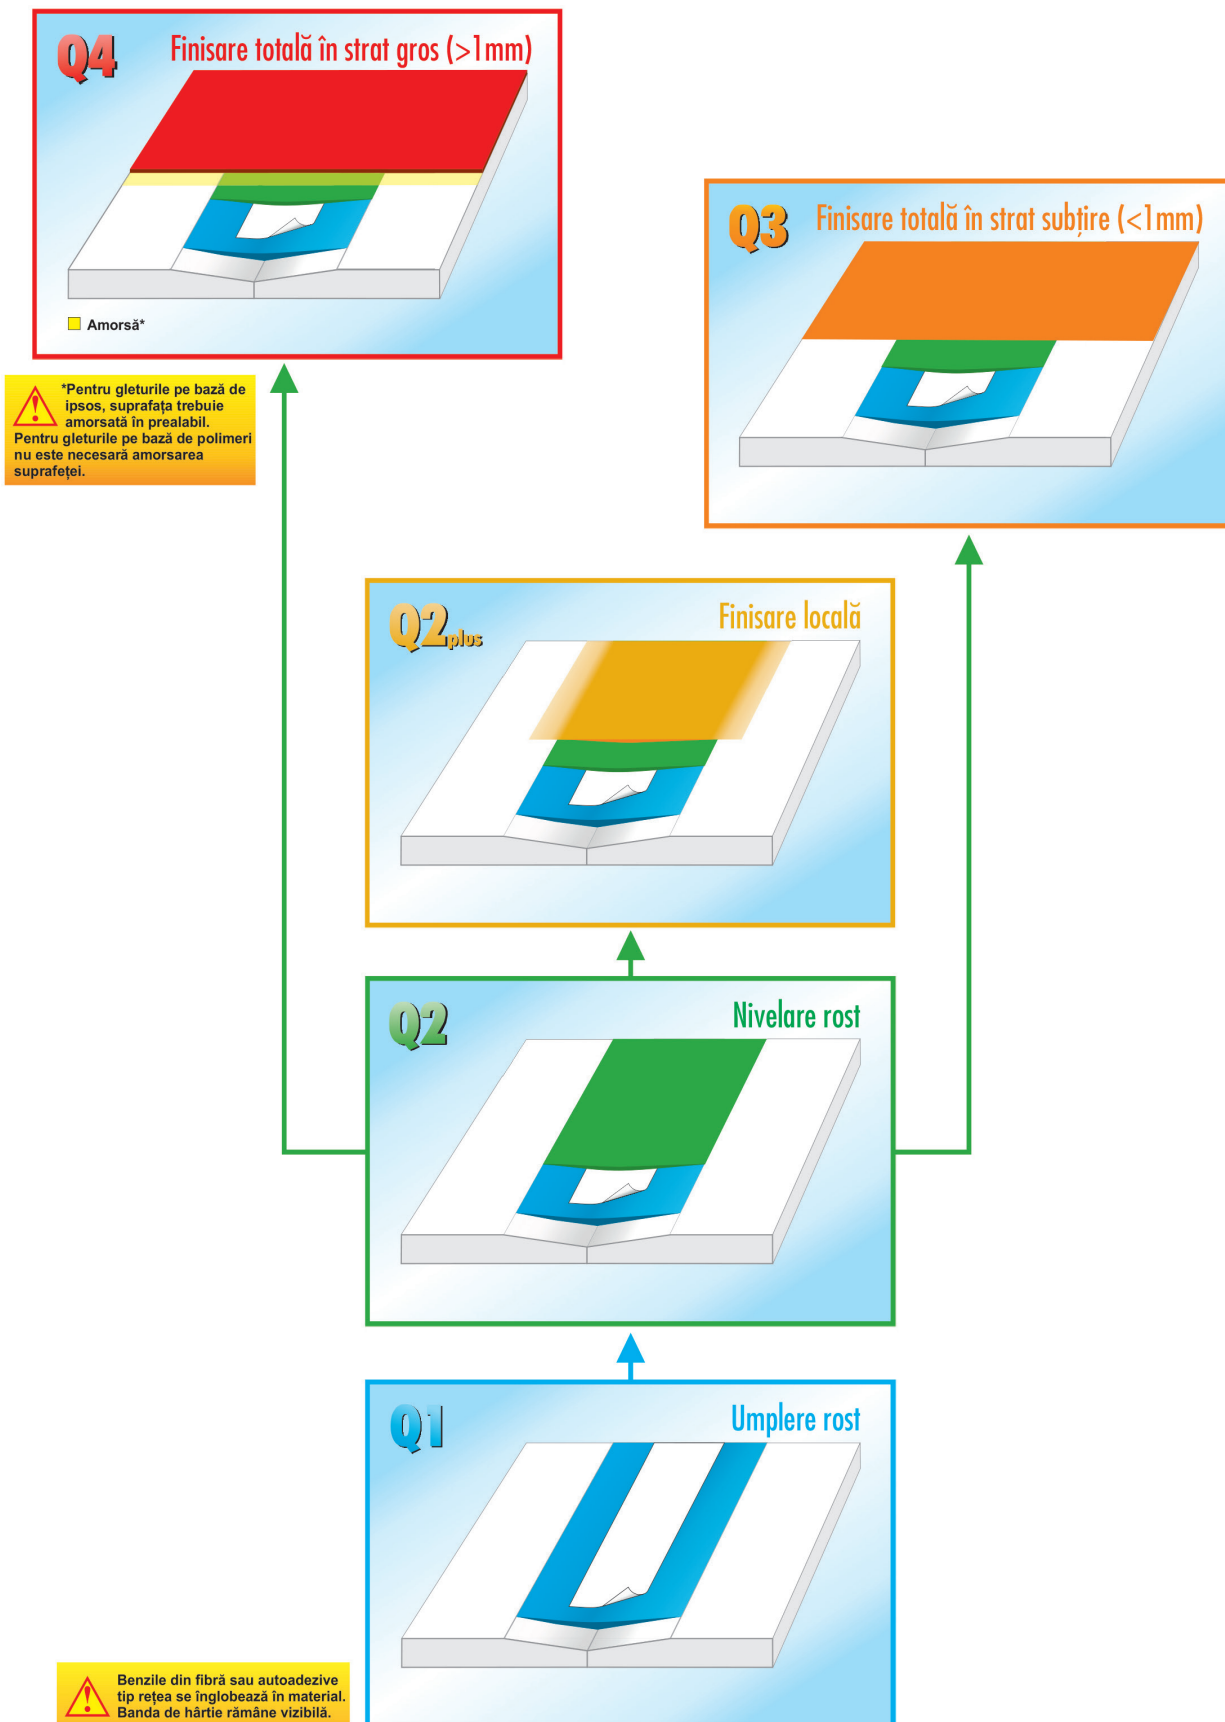 Q4 Finisare totală în strat gros (>1mm)
Amorsă*
*Pentru gleturile pe bază de
ipsos, suprafața trebuie
amorsată în prealabil.
Pentru gleturile pe bază de polimeri
nu este necesară amorsarea
suprafeței.
Q3 Finisare totală în strat subțire (<1mm)
Q2plus Finisare locală
Q2 Nivelare rost
Q1 Umplere rost
Benzile din fibră sau autoadezive
tip rețea se înglobează în material.
Banda de hârtie rămâne vizibilă.